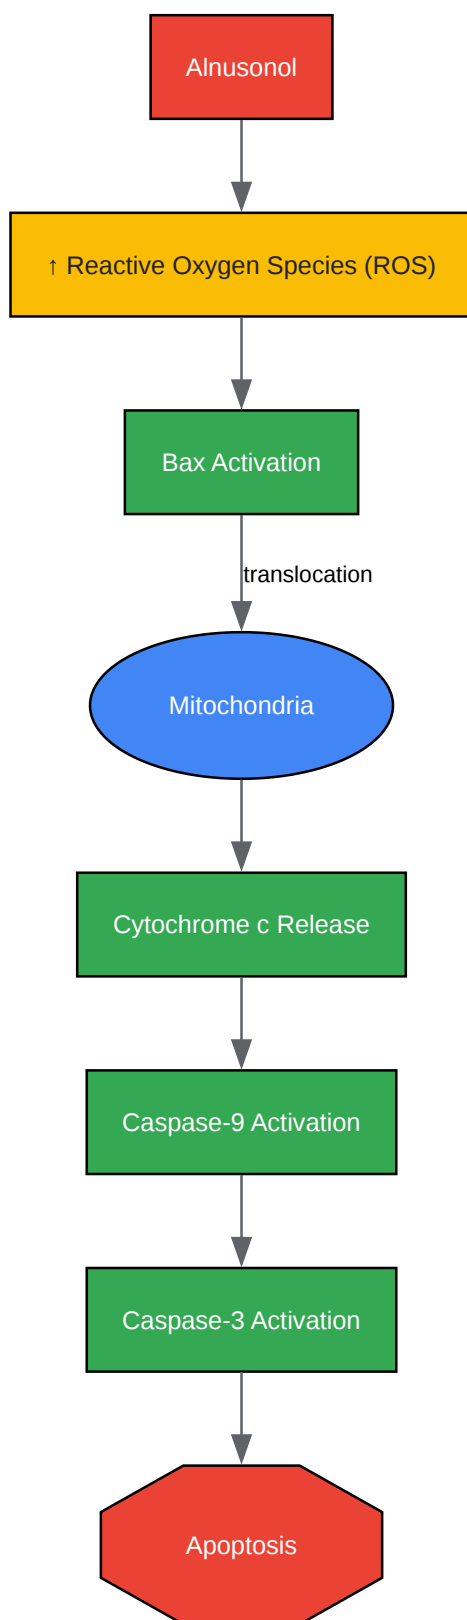 Alnusonol
↑ Reactive Oxygen Species (ROS)
Bax Activation
translocation
Mitochondria
Cytochrome c Release
Caspase-9 Activation
Caspase-3 Activation
Apoptosis